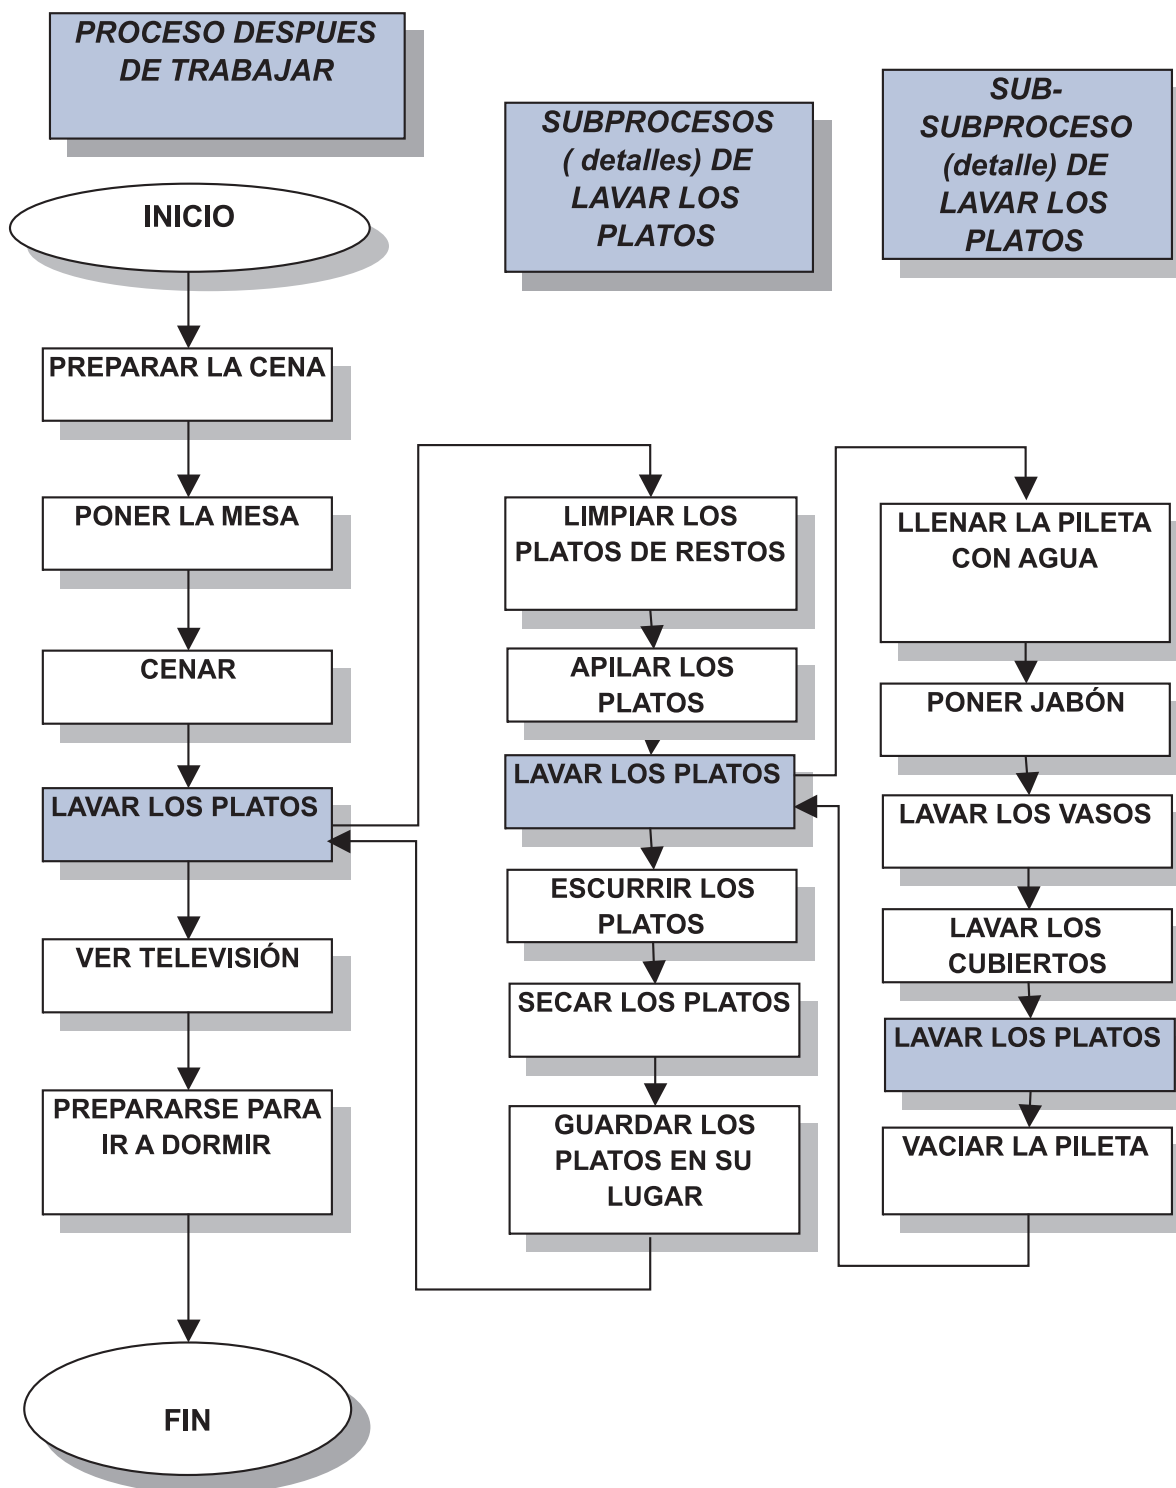 PROCESO DESPUES
DE TRABAJAR
INICIO
PREPARAR LA CENA
PONER LA MESA
CENAR
LAVAR LOS PLATOS
VER TELEVISIÓN
PREPARARSE PARA
IR A DORMIR
FIN
SUBPROCESOS
( detalles) DE
LAVAR LOS
PLATOS
LIMPIAR LOS
PLATOS DE RESTOS
APILAR LOS
PLATOS
LAVAR LOS PLATOS
ESCURRIR LOS
PLATOS
SECAR LOS PLATOS
GUARDAR LOS
PLATOS EN SU
LUGAR
SUB-
SUBPROCESO
(detalle) DE
LAVAR LOS
PLATOS
LLENAR LA PILETA
CON AGUA
PONER JABÓN
LAVAR LOS VASOS
LAVAR LOS
CUBIERTOS
LAVAR LOS PLATOS
VACIAR LA PILETA